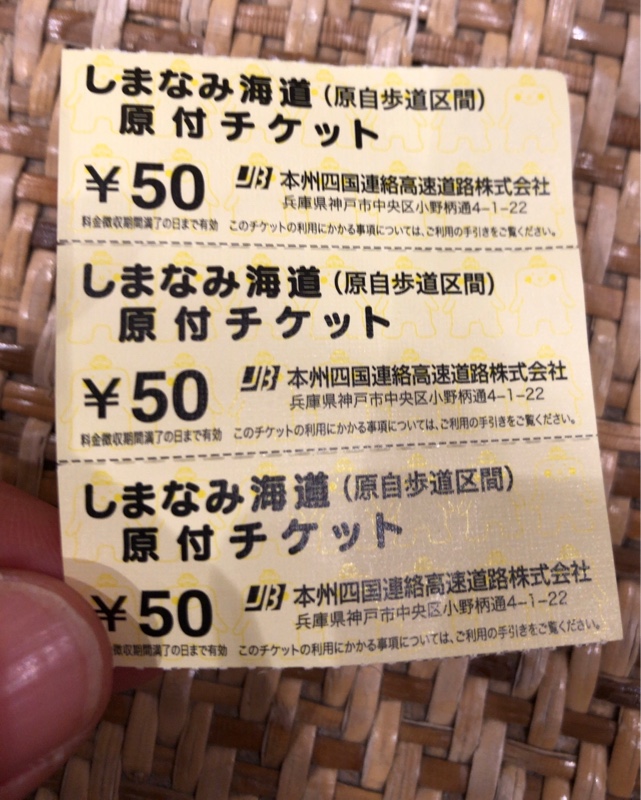 しまなみ海道(原自歩道区間)
原付チケット
¥50 JB 本州四国連絡高速道路株式会社
兵庫県神戸市中央区小野柄通4-1-22
料金徴収期間満了の日まで有効 このチケットの利用にかかる事項については、ご利用の手引きをご覧ください。
しまなみ海道(原自歩道区間)
原付チケット
¥50 JB 本州四国連絡高速道路株式会社
兵庫県神戸市中央区小野柄通4-1-22
料金徴収期間満了の日まで有効 このチケットの利用にかかる事項については、ご利用の手引きをご覧ください。
しまなみ海道(原自歩道区間)
原付チケット
¥50 JB 本州四国連絡高速道路株式会社
兵庫県神戸市中央区小野柄通4-1-22
徴収期間満了の日まで有効 このチケットの利用にかかる事項については、ご利用の手引きをご覧ください。